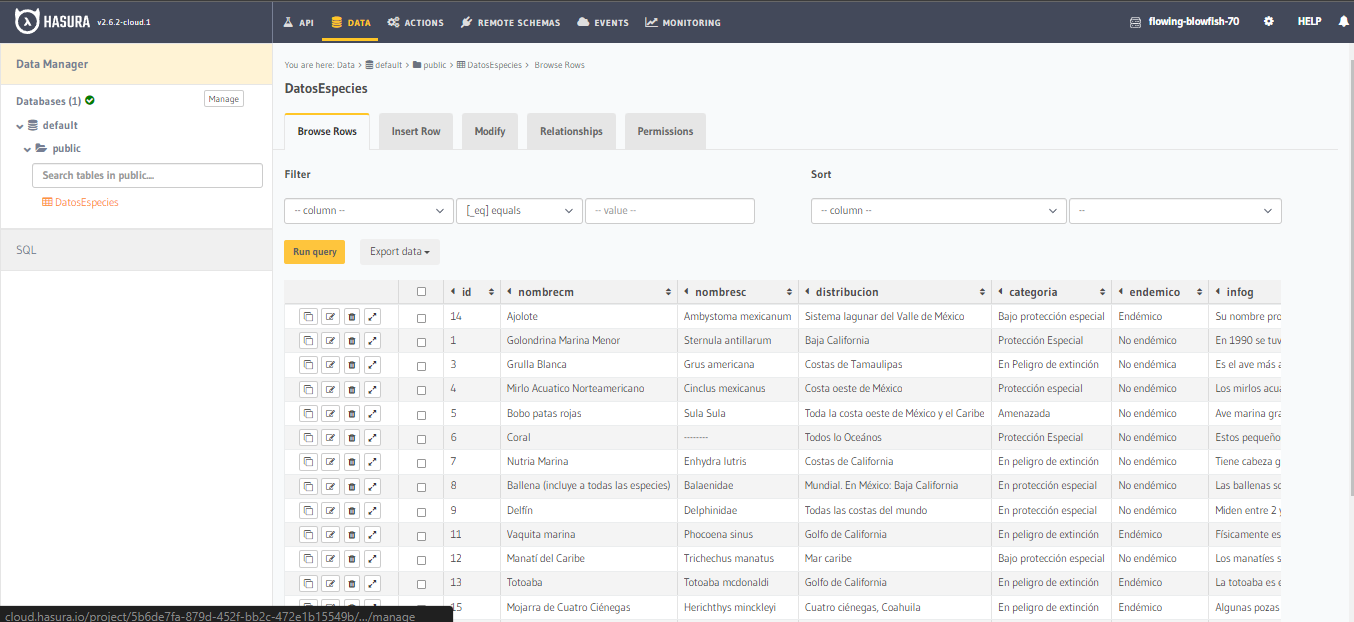 HASURA v2.6.2-cloud.1 API DATA ACTIONS REMOTE SCHEMAS EVENTS MONITORING flowing-blowfish-70 HELP
Data Manager
Databases (1) Manage
default
public
Search tables in public....
DatosEspecies
SQL
You are here: Data > default > public > DatosEspecies > Browse Rows
DatosEspecies
Browse Rows Insert Row Modify Relationships Permissions
Filter Sort
-- column -- [_eq] equals -- value -- -- column -- --
Run query Export data
id nombrecm nombresc distribucion categoria endemico infog
14 Ajolote Ambystoma mexicanum Sistema lagunar del Valle de México Bajo protección especial Endémico Su nombre pro
1 Golondrina Marina Menor Sternula antillarum Baja California Protección Especial No endémico En 1990 se tuv
3 Grulla Blanca Grus americana Costas de Tamaulipas En Peligro de extinción No endémico Es el ave más a
4 Mirlo Acuatico Norteamericano Cinclus mexicanus Costa oeste de México Protección especial No endémico Los mirlos acua
5 Bobo patas rojas Sula Sula Toda la costa oeste de México y el Caribe Amenazada No endémico Ave marina gra
6 Coral -------- Todos lo Oceános Protección Especial No endémico Estos pequeño
7 Nutria Marina Enhydra lutris Costas de California En peligro de extinción No endémico Tiene cabeza g
8 Ballena (incluye a todas las especies) Balaenidae Mundial. En México: Baja California En protección especial No endémico Las ballenas so
9 Delfín Delphinidae Todas las costas del mundo En protección especial No endémico Miden entre 2 y
11 Vaquita marina Phocoena sinus Golfo de California En peligro de extinción Endémico Físicamente es
12 Manatí del Caribe Trichechus manatus Mar caribe Bajo protección especial No endémico Los manatíes s
13 Totoaba Totoaba mcdonaldi Golfo de California En peligro de extinción Endémico La totoaba es e
15 Mojarra de Cuatro Ciénegas Herichthys minckleyi Cuatro ciénegas, Coahuila En peligro de extinción Endémico Algunas pozas
cloud.hasura.io/project/5b6de7fa-879d-452f-bb2c-472e1b15549b/.../manage